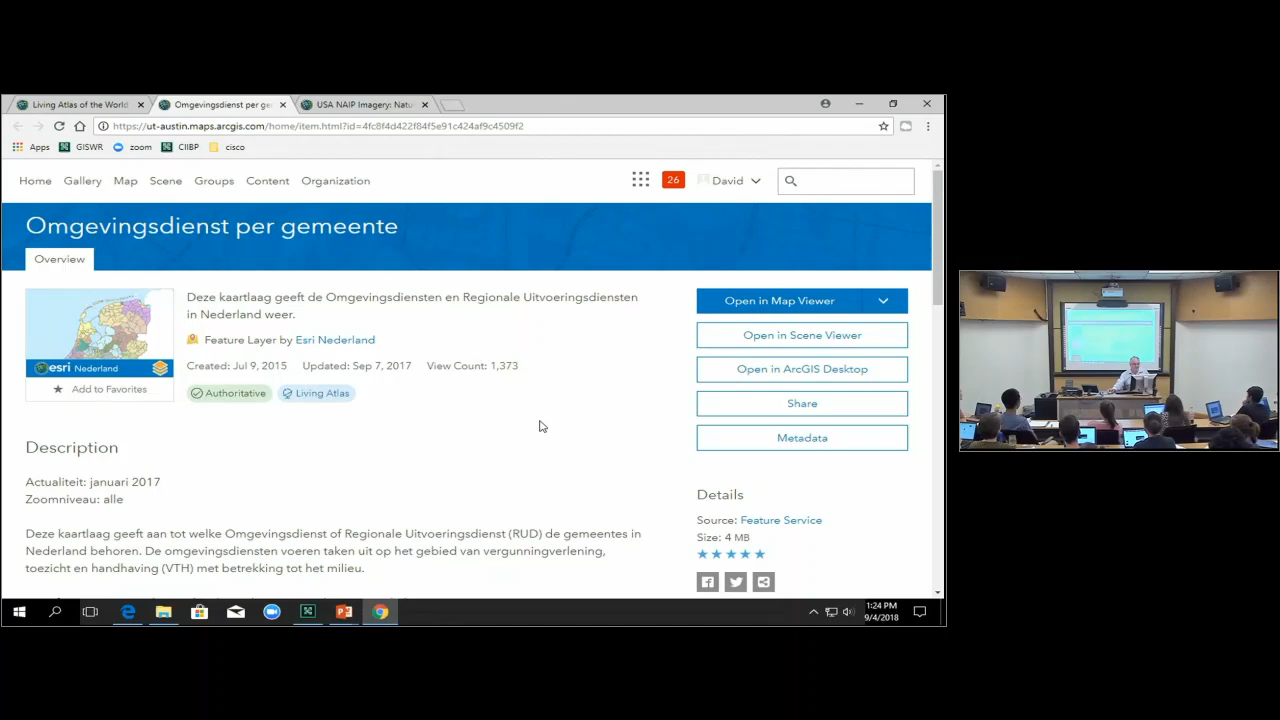 Living Atlas of the World
Omgevingsdienst per ge
USA NAIP Imagery: Natu
https://ut-austin.maps.arcgis.com/home/item.html?id=4fc8f4d422f84f5e91c424af9c4509f2
Apps GISWR zoom CIIBP cisco
Home Gallery Map Scene Groups Content Organization
26 David
Omgevingsdienst per gemeente
Overview
Deze kaartlaag geeft de Omgevingsdiensten en Regionale Uitvoeringsdiensten
in Nederland weer.
Feature Layer by Esri Nederland
Created: Jul 9, 2015 Updated: Sep 7, 2017 View Count: 1,373
Authoritative Living Atlas
esri Nederland
Add to Favorites
Open in Map Viewer
Open in Scene Viewer
Open in ArcGIS Desktop
Share
Metadata
Description
Actualiteit: januari 2017
Zoomniveau: alle
Deze kaartlaag geeft aan tot welke Omgevingsdienst of Regionale Uitvoeringsdienst (RUD) de gemeentes in
Nederland behoren. De omgevingsdiensten voeren taken uit op het gebied van vergunningverlening,
toezicht en handhaving (VTH) met betrekking tot het milieu.
Details
Source: Feature Service
Size: 4 MB
1:24 PM
9/4/2018